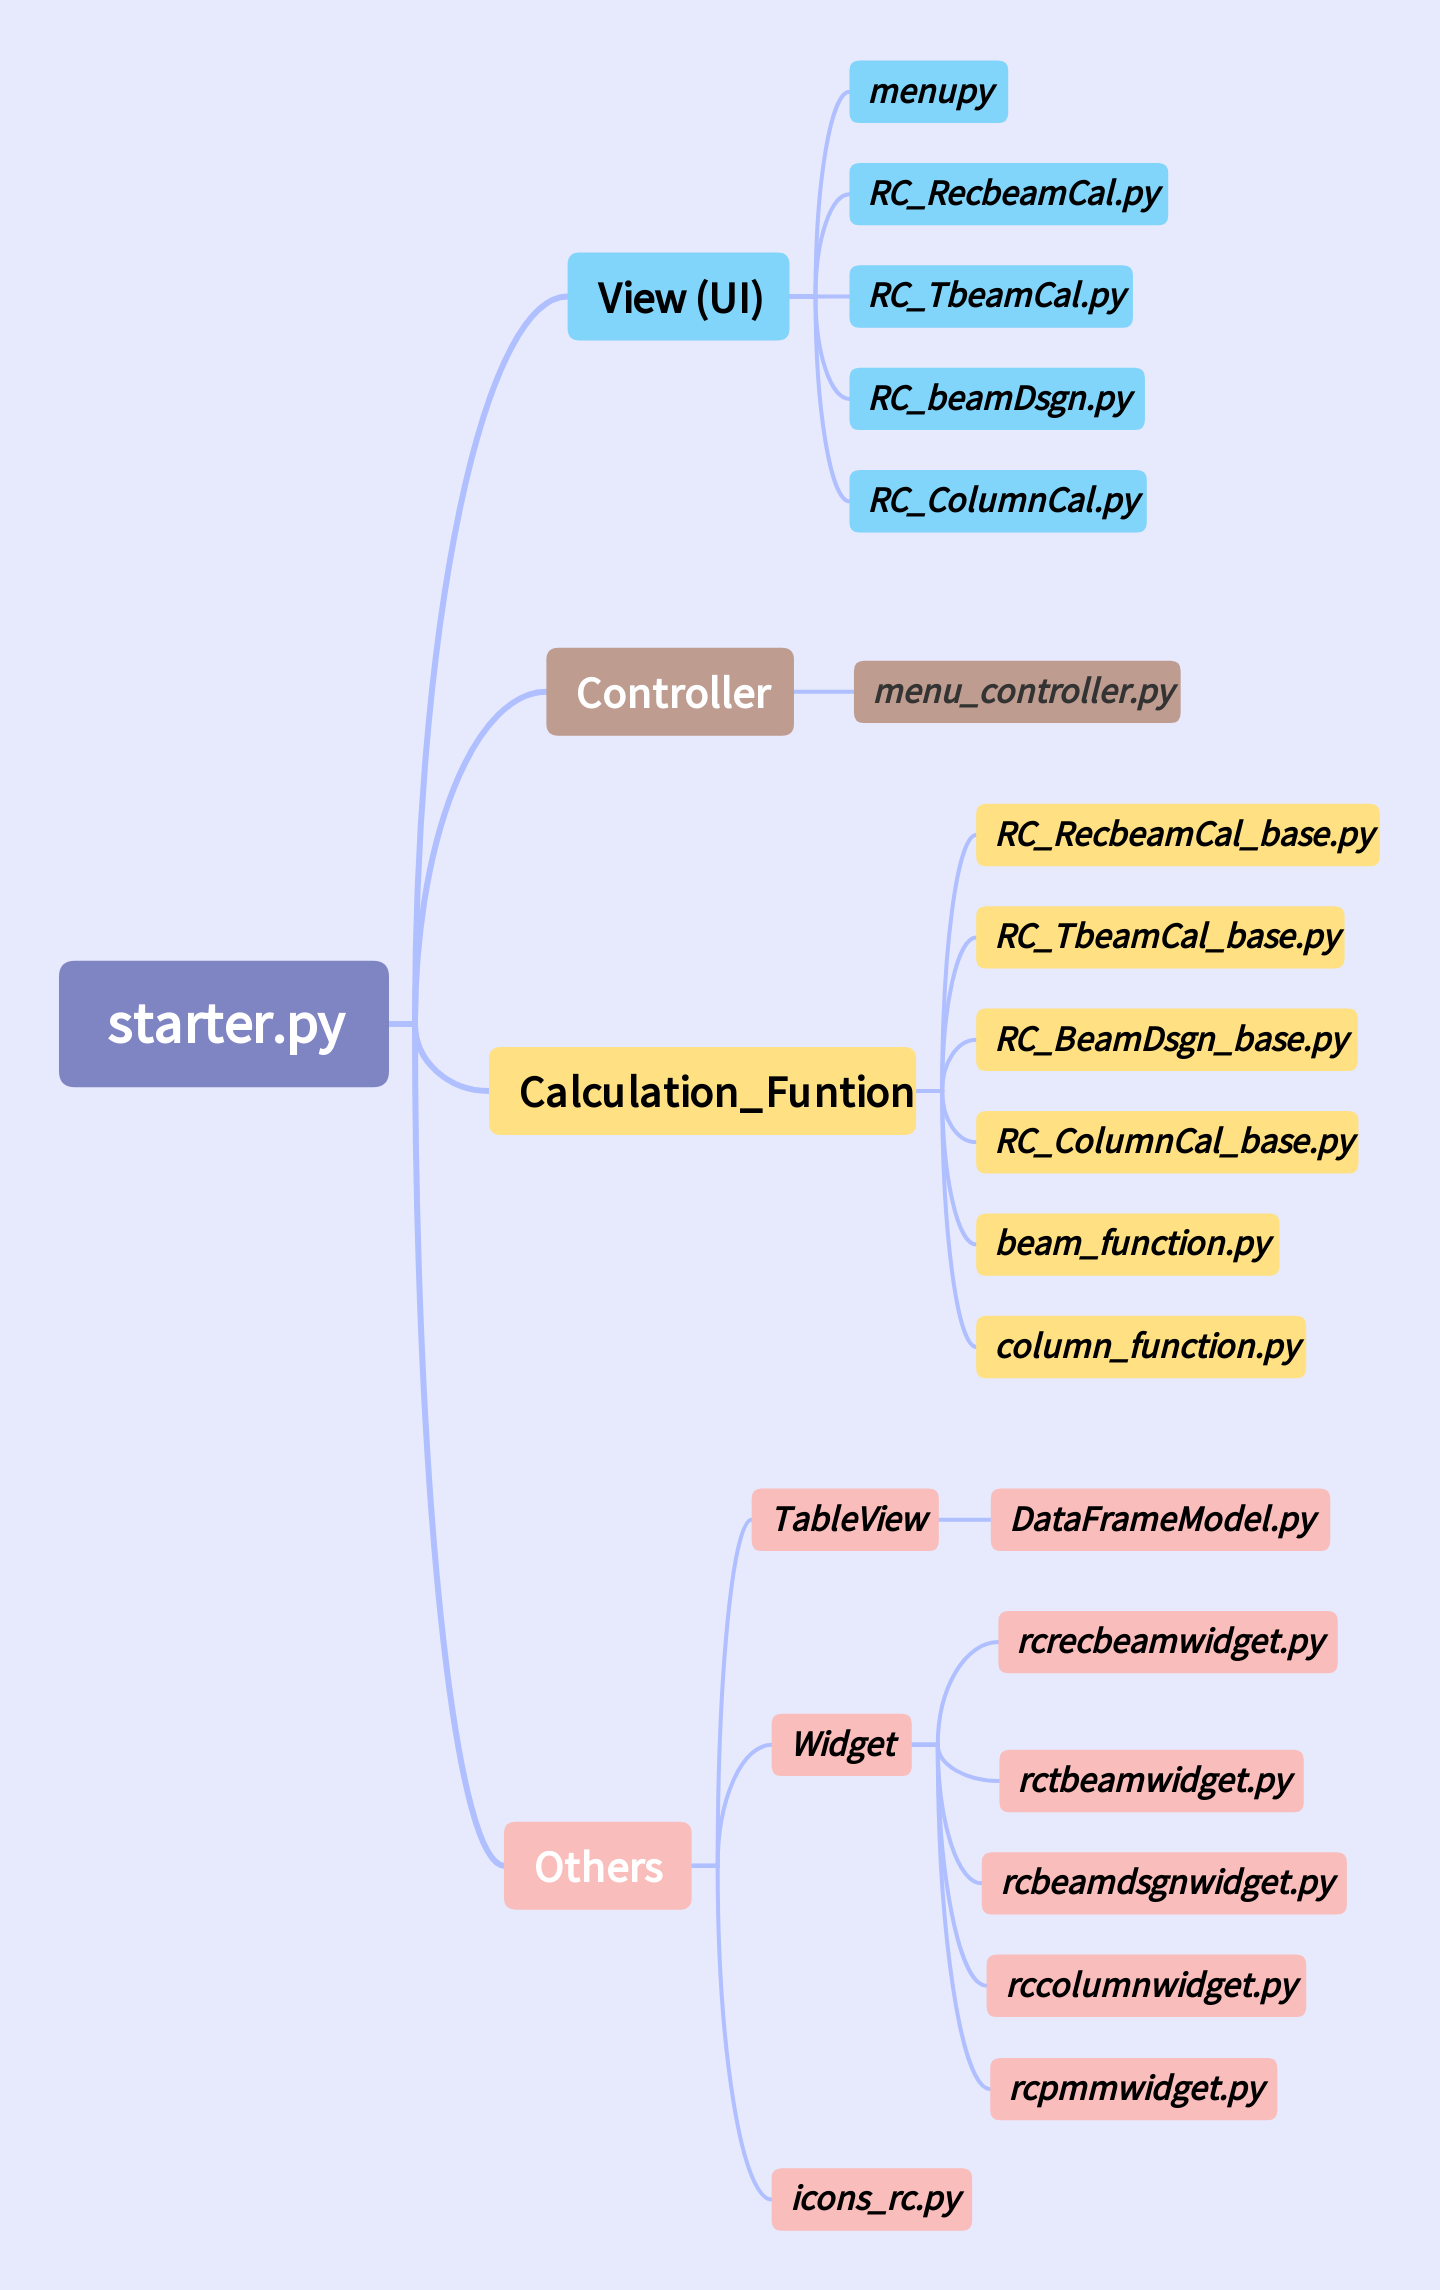 menupy
RC_RecbeamCal.py
RC_TbeamCal.py
View (UI)
RC_beamDsgn.py
RC_ColumnCal.py
Controller
menu_controller.py
RC_RecbeamCal_base.py
RC_TbeamCal_base.py
starter.py
RC_BeamDsgn_base.py
Calculation_Funtion
RC_ColumnCal_base.py
beam_function.py
column_function.py
TableView
DataFrameModel.py
rcrecbeamwidget.py
Widget
rctbeamwidget.py
Others
rcbeamdsgnwidget.py
rccolumnwidget.py
rcpmmwidget.py
icons_rc.py